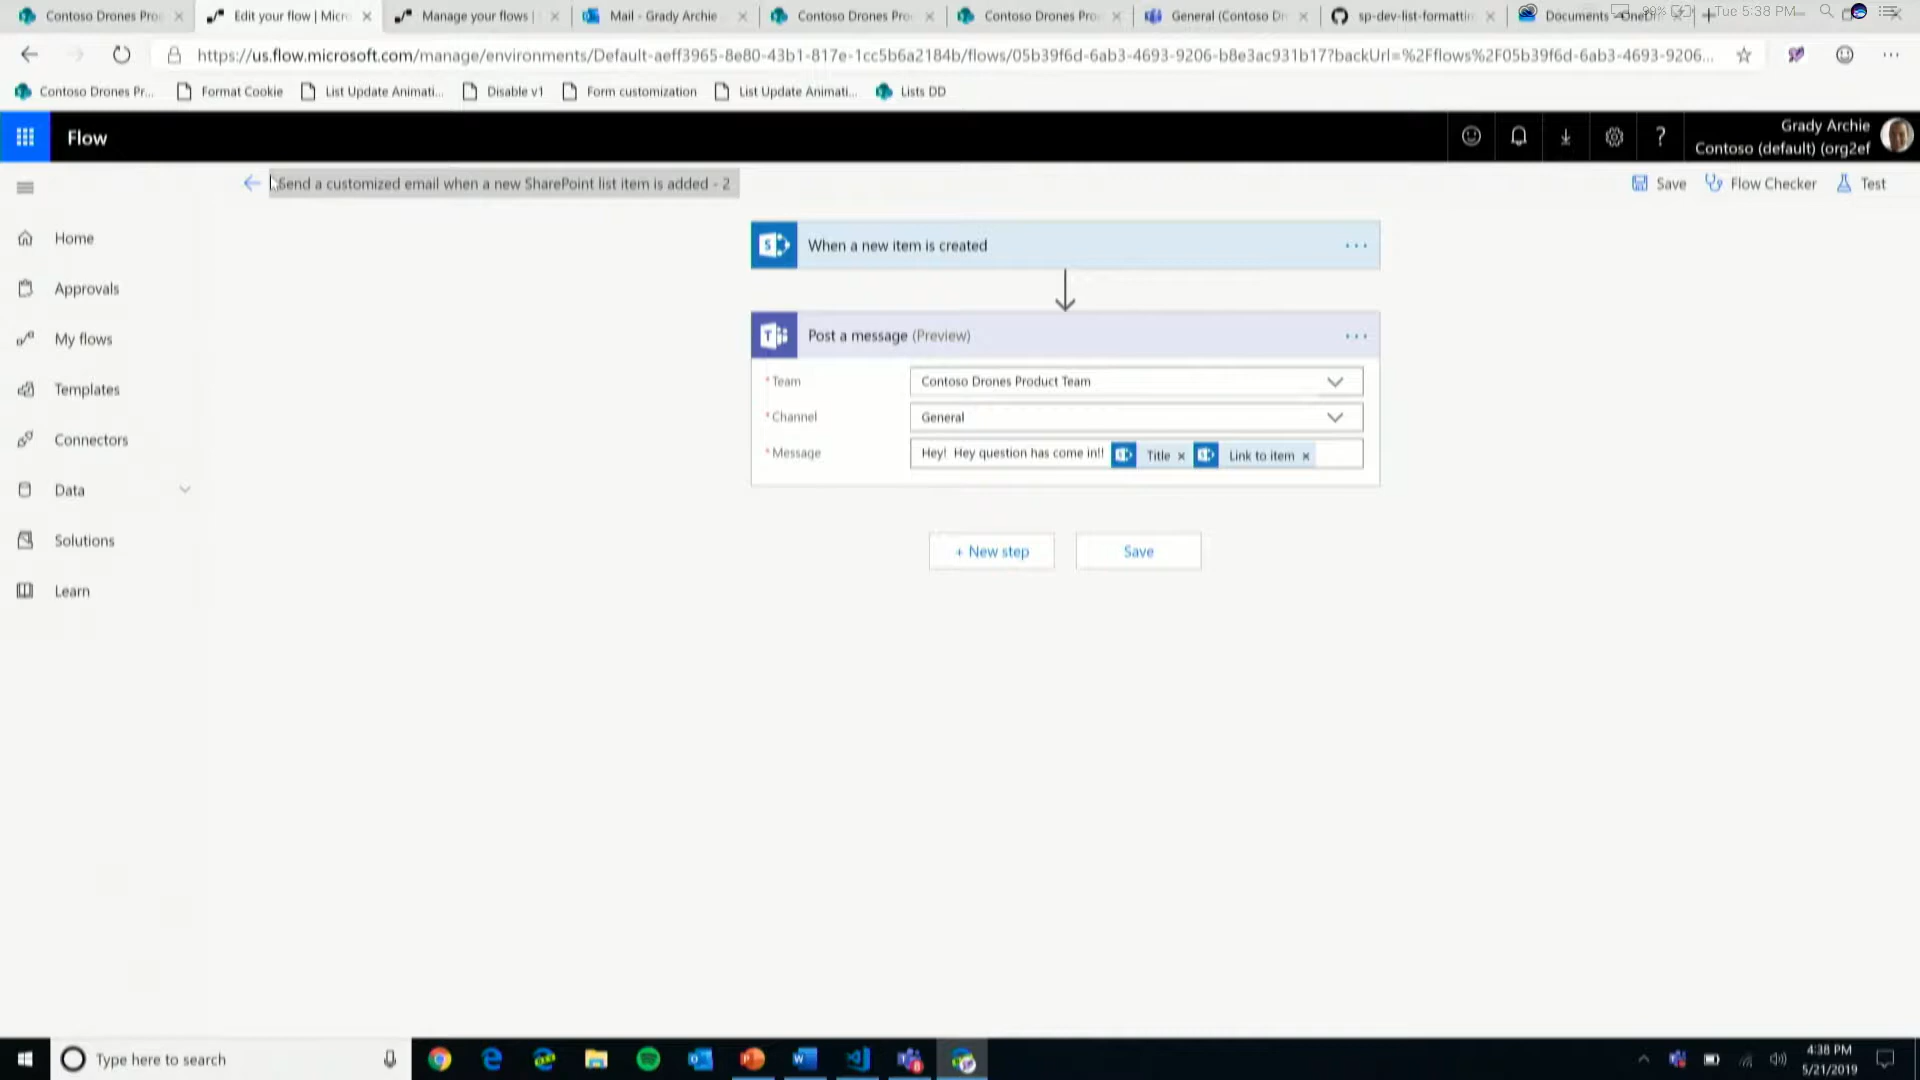 Contoso Drones Pro
Edit your flow | Micro
Manage your flows |
Mail - Grady Archie
Contoso Drones Pro
Contoso Drones Pro
General (Contoso Dr
sp-dev-list-formattin
Documents - OneDr
99%
Tue 5:38 PM
https://us.flow.microsoft.com/manage/environments/Default-aeff3965-8e80-43b1-817e-1cc5b6a2184b/flows/05b39f6d-6ab3-4693-9206-b8e3ac931b17?backUrl=%2Fflows%2F05b39f6d-6ab3-4693-9206...
Contoso Drones Pr...
Format Cookie
List Update Animati...
Disable v1
Form customization
List Update Animati...
Lists DD
Flow
?
Grady Archie
Contoso (default) (org2ef
Send a customized email when a new SharePoint list item is added - 2
Save
Flow Checker
Test
Home
Approvals
My flows
Templates
Connectors
Data
Solutions
Learn
When a new item is created
Post a message (Preview)
* Team
Contoso Drones Product Team
* Channel
General
* Message
Hey! Hey question has come in!! Title × Link to item ×
+ New step
Save
Type here to search
4:38 PM
5/21/2019